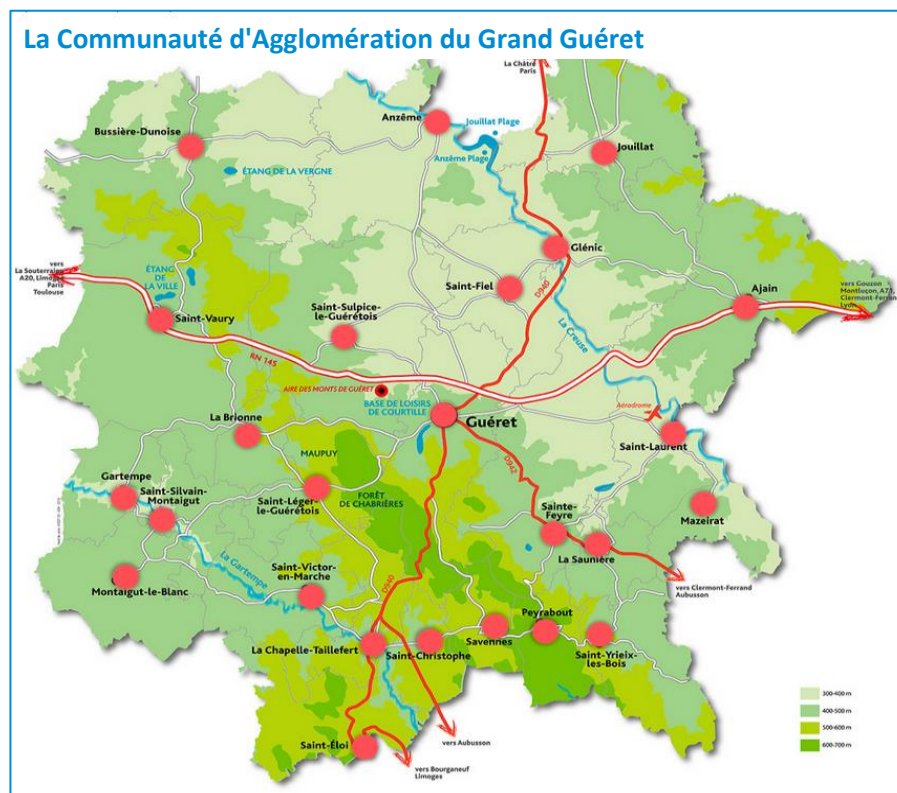 La Communauté d'Agglomération du Grand Guéret
La Châtre
Paris
Anzême
Jouillat Plage
Bussière-Dunoise
Jouillat
Anzême Plage
ÉTANG DE LA VERGNE
Glénic
vers
La Souterraine
A20, Limoges
Paris
Toulouse
ÉTANG
DE
LA VILLE
Saint-Fiel
D940
Ajain
vers Gouzon
Montluçon, A71,
Clermont-Ferrand
Lyon
Saint-Vaury
Saint-Sulpice-
le-Guérétois
La Creuse
RN 145
AIRE DES MONTS DE GUÉRET
BASE DE LOISIRS
DE COURTILLE
Guéret
Aérodrome
La Brionne
Saint-Laurent
MAUPUY
D942
Gartempe
Saint-Silvain-
Montaigut
Saint-Léger-
le-Guérétois
FORÊT
DE CHABRIÈRES
Sainte-
Feyre
Mazeirat
La Saunière
La Gartempe
Saint-Victor-
en-Marche
D940
Montaigut-le-Blanc
vers Clermont-Ferrand
Aubusson
Peyrabout
La Chapelle-Taillefert
Saint-Christophe
Savennes
Saint-Yrieix-
les-Bois
300-400 m
400-500 m
500-600 m
600-700 m
Saint-Éloi
vers Aubusson
vers Bourganeuf
Limoges